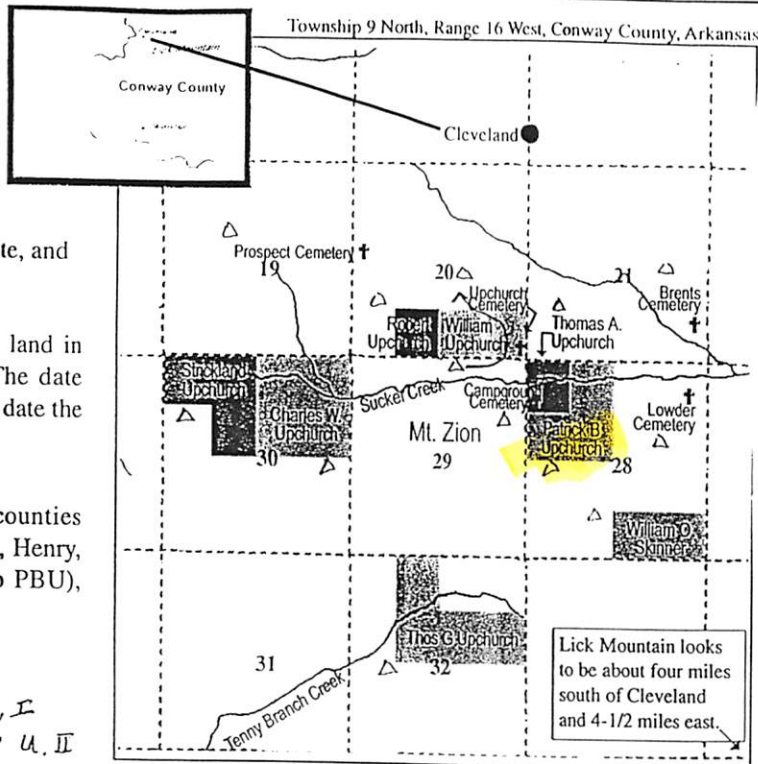 Township 9 North, Range 16 West, Conway County, Arkansas
Conway County
Cleveland
te, and
land in
The date
date the
counties
, Henry,
o PBU),
, I
U. II
Prospect Cemetery
19
20
21
Upchurch
Cemetery
Brents
Cemetery
Robert
Upchurch
William
Upchurch
Thomas A.
Upchurch
Strickland
Upchurch
Charles W.
Upchurch
Sucker Creek
Campground
Cemetery
Patrick B.
Upchurch
Lowder
Cemetery
Mt. Zion
30
29
28
William O.
Skinner
Thos G Upchurch
31
32
Tenny Branch Creek
Lick Mountain looks
to be about four miles
south of Cleveland
and 4-1/2 miles east.